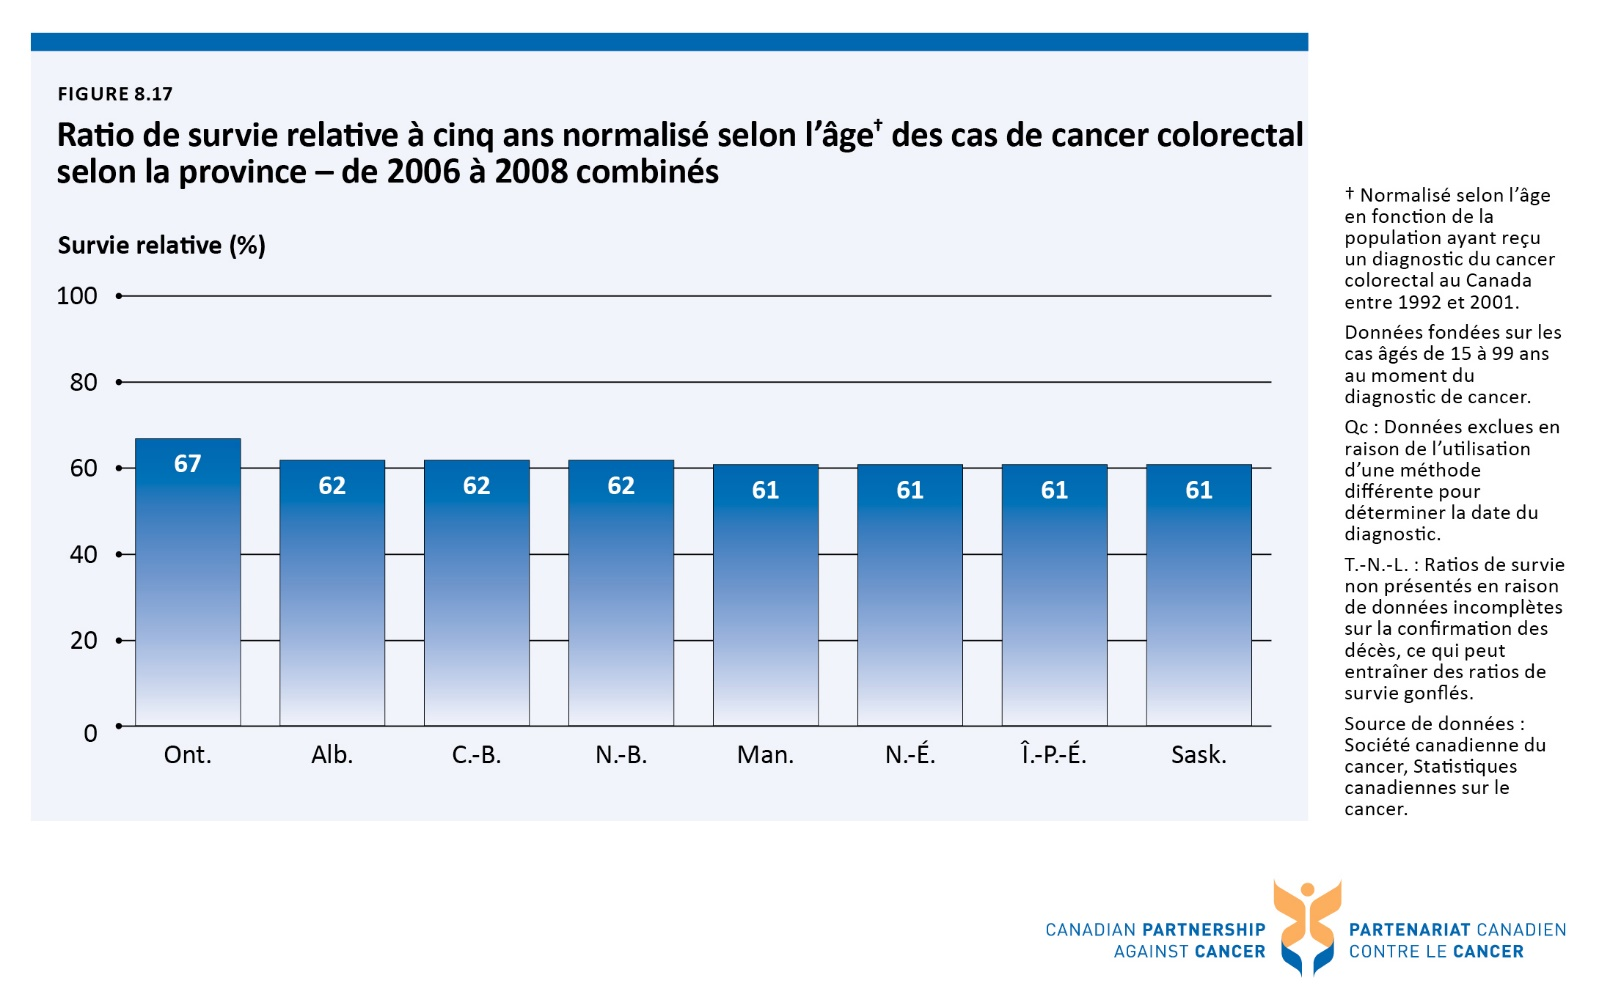 FIGURE 8.17
Ratio de survie relative à cinq ans normalisé selon l’âge† des cas de cancer colorectal
selon la province – de 2006 à 2008 combinés
Survie relative (%)
100
80
60
40
20
0
67
62
62
62
61
61
61
61
Ont.
Alb.
C.-B.
N.-B.
Man.
N.-É.
Î.-P.-É.
Sask.
† Normalisé selon l’âge
en fonction de la
population ayant reçu
un diagnostic du cancer
colorectal au Canada
entre 1992 et 2001.
Données fondées sur les
cas âgés de 15 à 99 ans
au moment du
diagnostic de cancer.
Qc : Données exclues en
raison de l’utilisation
d’une méthode
différente pour
déterminer la date du
diagnostic.
T.-N.-L. : Ratios de survie
non présentés en raison
de données incomplètes
sur la confirmation des
décès, ce qui peut
entraîner des ratios de
survie gonflés.
Source de données :
Société canadienne du
cancer, Statistiques
canadiennes sur le
cancer.
CANADIAN PARTNERSHIP
AGAINST CANCER
PARTENARIAT CANADIEN
CONTRE LE CANCER